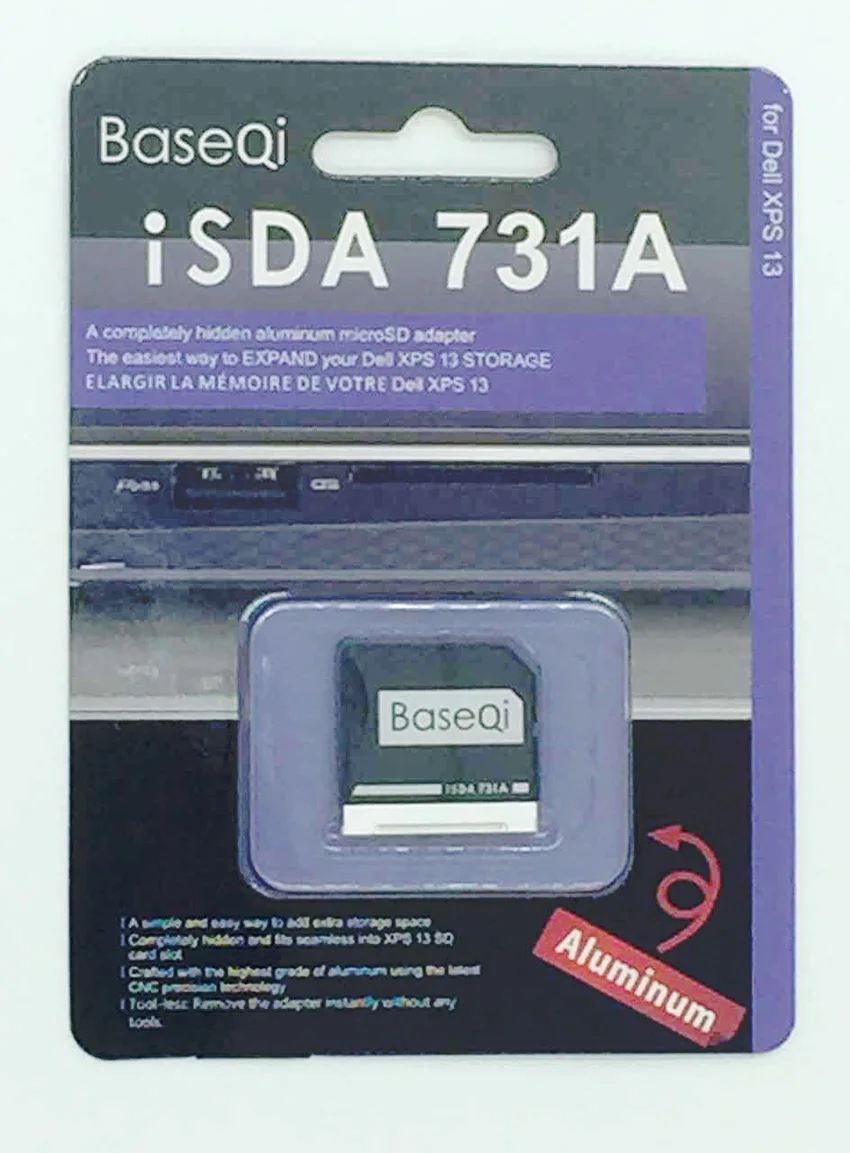 BaseQi
iSDA 731A
for Dell XPS 13
A completely hidden aluminum microSD adapter
The easiest way to EXPAND your Dell XPS 13 STORAGE
ELARGIR LA MÉMOIRE DE VOTRE Dell XPS 13
BaseQi
iSDA 731A
A simple and easy way to add extra storage space
Completely hidden and fits seamless into XPS 13 SD
card slot
Crafted with the highest grade of aluminum using the latest
CNC precision technology
Tool-less: Remove the adapter instantly without any
tools.
Aluminum